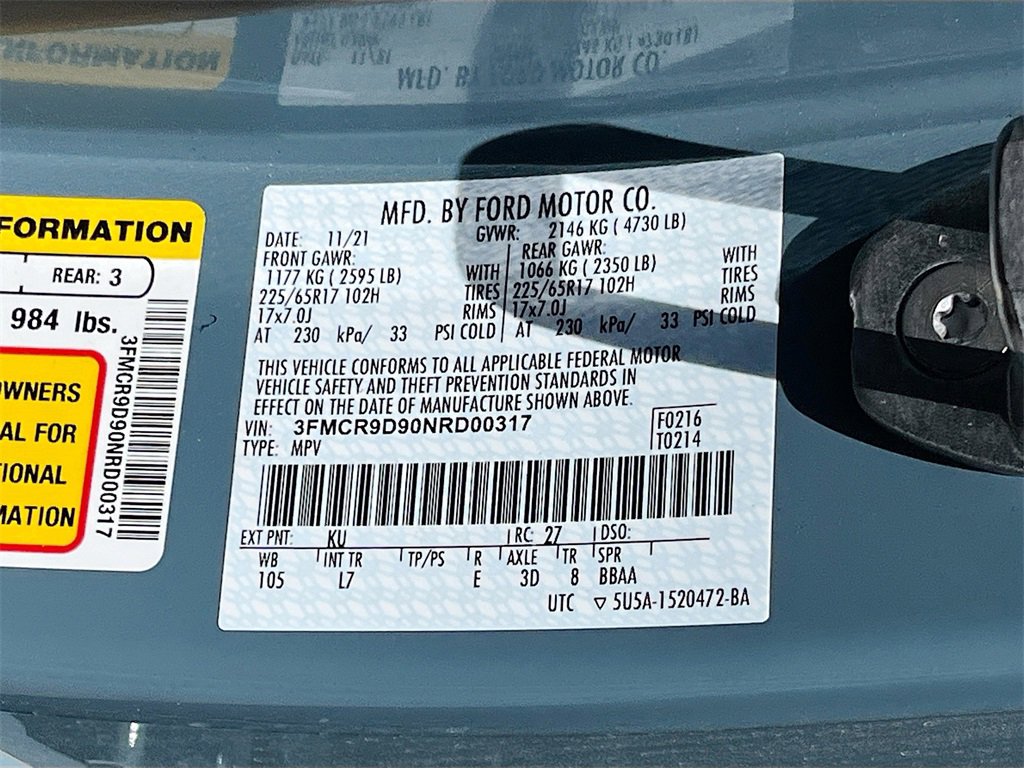 FORMATION
REAR: 3
984 lbs.
OWNERS
AL FOR
TIONAL
MATION
3FMCR9D90NRD00317
MFD. BY FORD MOTOR CO.
DATE: 11/21 GVWR: 2146 KG ( 4730 LB)
FRONT GAWR: REAR GAWR:
1177 KG ( 2595 LB) WITH 1066 KG ( 2350 LB) WITH
225/65R17 102H TIRES 225/65R17 102H TIRES
17x7.0J RIMS 17x7.0J RIMS
AT 230 kPa/ 33 PSI COLD AT 230 kPa/ 33 PSI COLD
THIS VEHICLE CONFORMS TO ALL APPLICABLE FEDERAL MOTOR
VEHICLE SAFETY AND THEFT PREVENTION STANDARDS IN
EFFECT ON THE DATE OF MANUFACTURE SHOWN ABOVE.
VIN: 3FMCR9D90NRD00317 F0216
TYPE: MPV T0214
EXT PNT: KU RC: 27 DSO:
WB INT TR TP/PS R AXLE TR SPR
105 L7 E 3D 8 BBAA
UTC ▽ 5U5A-1520472-BA